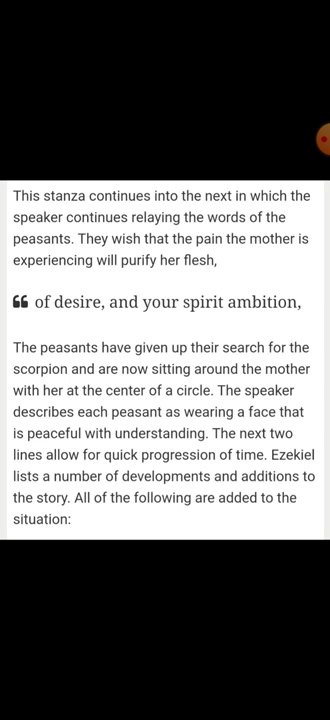 This stanza continues into the next in which the
speaker continues relaying the words of the
peasants. They wish that the pain the mother is
experiencing will purify her flesh,
“ of desire, and your spirit ambition,
The peasants have given up their search for the
scorpion and are now sitting around the mother
with her at the center of a circle. The speaker
describes each peasant as wearing a face that
is peaceful with understanding. The next two
lines allow for quick progression of time. Ezekiel
lists a number of developments and additions to
the story. All of the following are added to the
situation: